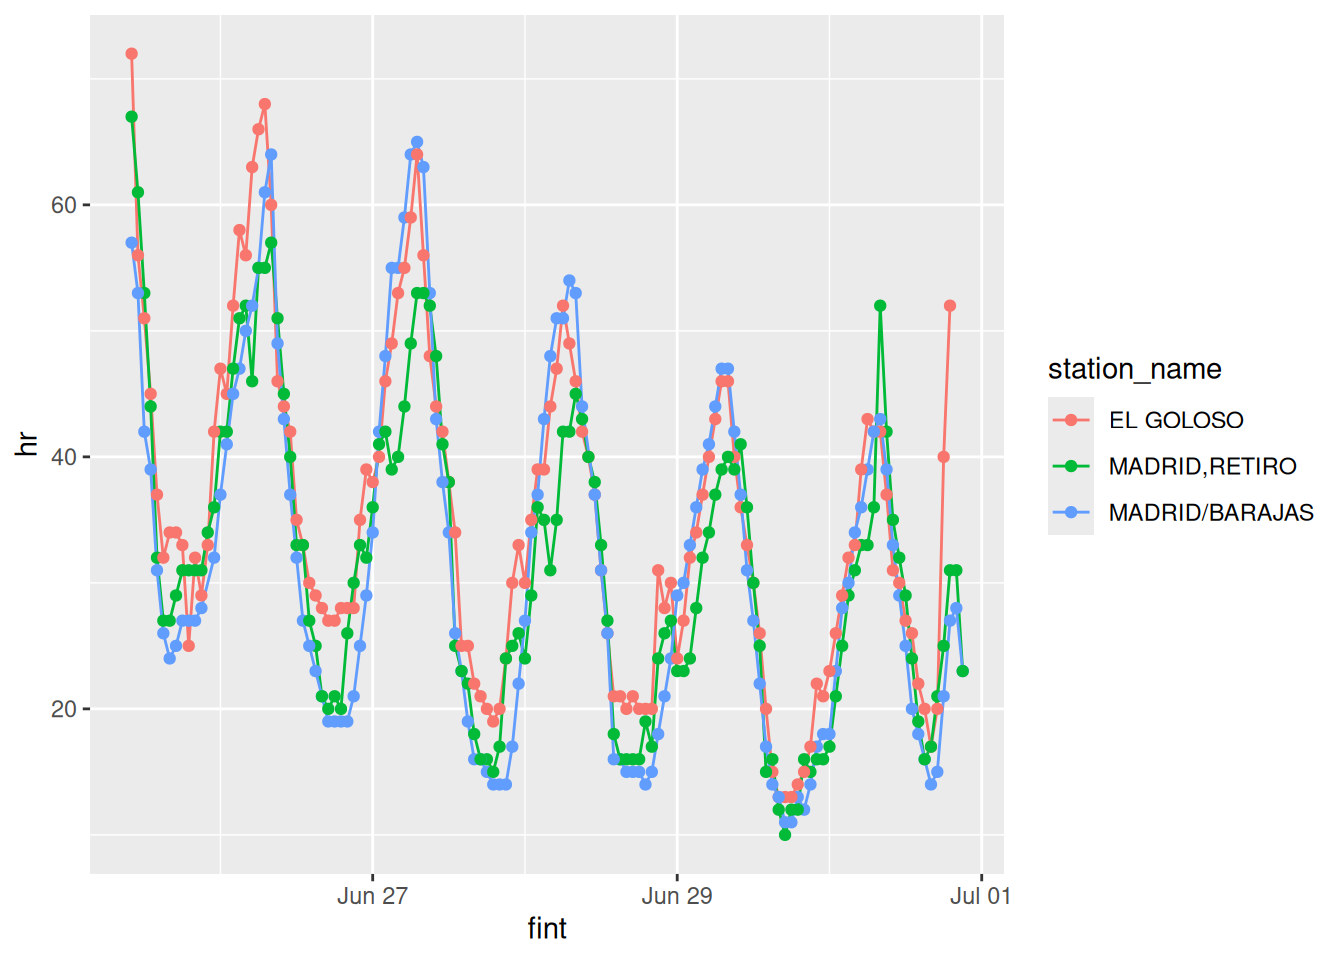 60
40
20
hr
Jun 27
Jun 29
Jul 01
fint
station_name
EL GOLOSO
MADRID,RETIRO
MADRID/BARAJAS